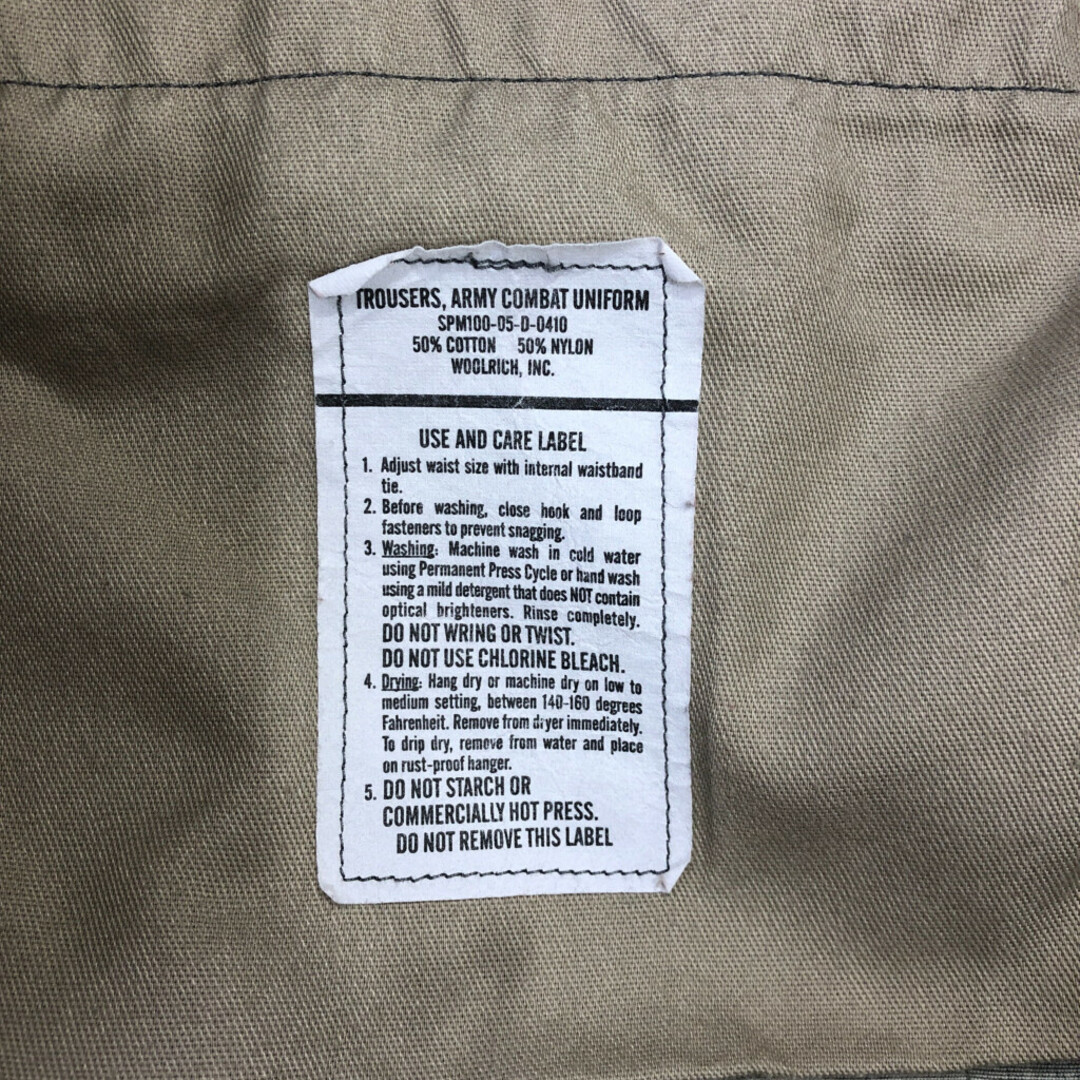 TROUSERS, ARMY COMBAT UNIFORM
SPM100-05-D-0410
50% COTTON 50% NYLON
WOOLRICH, INC.
USE AND CARE LABEL
1. Adjust waist size with internal waistband
tie.
2. Before washing, close hook and loop
fasteners to prevent snagging.
3. Washing: Machine wash in cold water
using Permanent Press Cycle or hand wash
using a mild detergent that does NOT contain
optical brighteners. Rinse completely.
DO NOT WRING OR TWIST.
DO NOT USE CHLORINE BLEACH.
4. Drying: Hang dry or machine dry on low to
medium setting, between 140-160 degrees
Fahrenheit. Remove from dryer immediately.
To drip dry, remove from water and place
on rust-proof hanger.
5. DO NOT STARCH OR
COMMERCIALLY HOT PRESS.
DO NOT REMOVE THIS LABEL